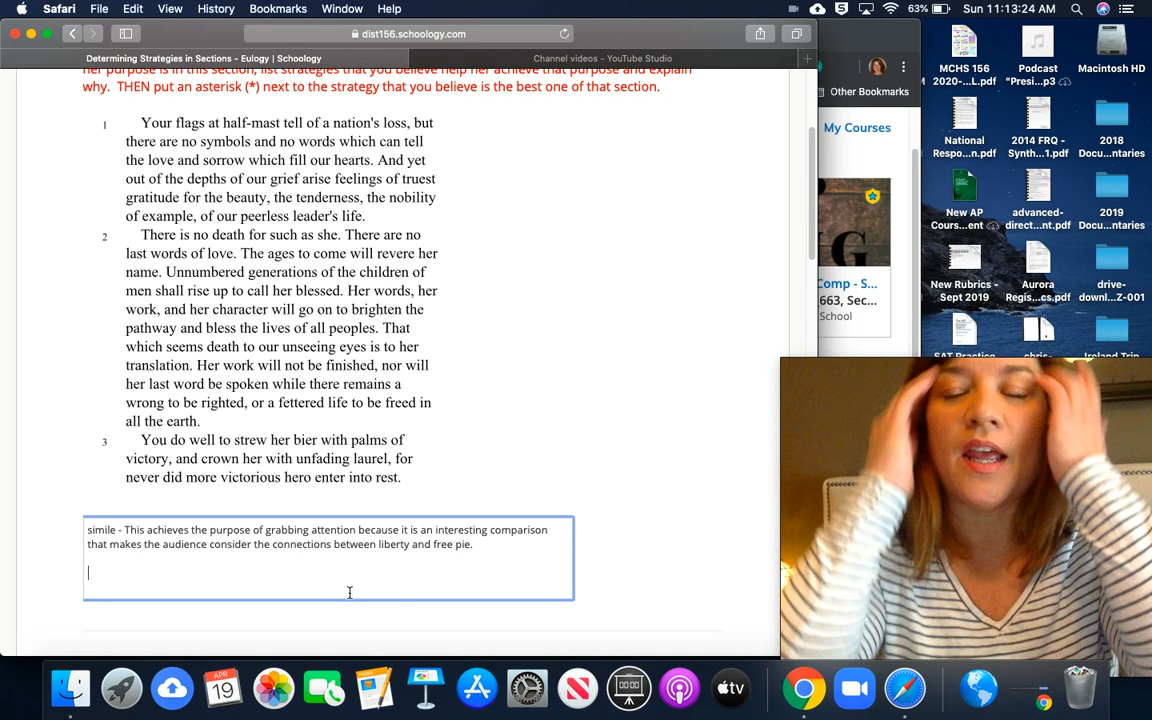 Safari File Edit View History Bookmarks Window Help
63% Sun 11:13:24 AM
dist156.schoology.com
Determining Strategies in Sections - Eulogy | Schoology
Channel videos - YouTube Studio
her purpose is in this section, list strategies that you believe help her achieve that purpose and explain
why. THEN put an asterisk (*) next to the strategy that you believe is the best one of that section.
1 Your flags at half-mast tell of a nation's loss, but
there are no symbols and no words which can tell
the love and sorrow which fill our hearts. And yet
out of the depths of our grief arise feelings of truest
gratitude for the beauty, the tenderness, the nobility
of example, of our peerless leader's life.
2 There is no death for such as she. There are no
last words of love. The ages to come will revere her
name. Unnumbered generations of the children of
men shall rise up to call her blessed. Her words, her
work, and her character will go on to brighten the
pathway and bless the lives of all peoples. That
which seems death to our unseeing eyes is to her
translation. Her work will not be finished, nor will
her last word be spoken while there remains a
wrong to be righted, or a fettered life to be freed in
all the earth.
3 You do well to strew her bier with palms of
victory, and crown her with unfading laurel, for
never did more victorious hero enter into rest.
simile - This achieves the purpose of grabbing attention because it is an interesting comparison
that makes the audience consider the connections between liberty and free pie.
Other Bookmarks
My Courses
Comp - S...
663, Sec...
School
MCHS 156
2020-...L.pdf
Podcast
"Presi...p3
Macintosh HD
National
Respo...n.pdf
2014 FRQ -
Synth...1.pdf
2018
Docu...ntaries
New AP
Cours...ent
advanced-
direct...nt.pdf
2019
Docu...ntaries
New Rubrics -
Sept 2019
Aurora
Regis...cs.pdf
drive-
downl...Z-001
SAT Practice
chris-
Ireland Trip
APR
19
00:00
tv